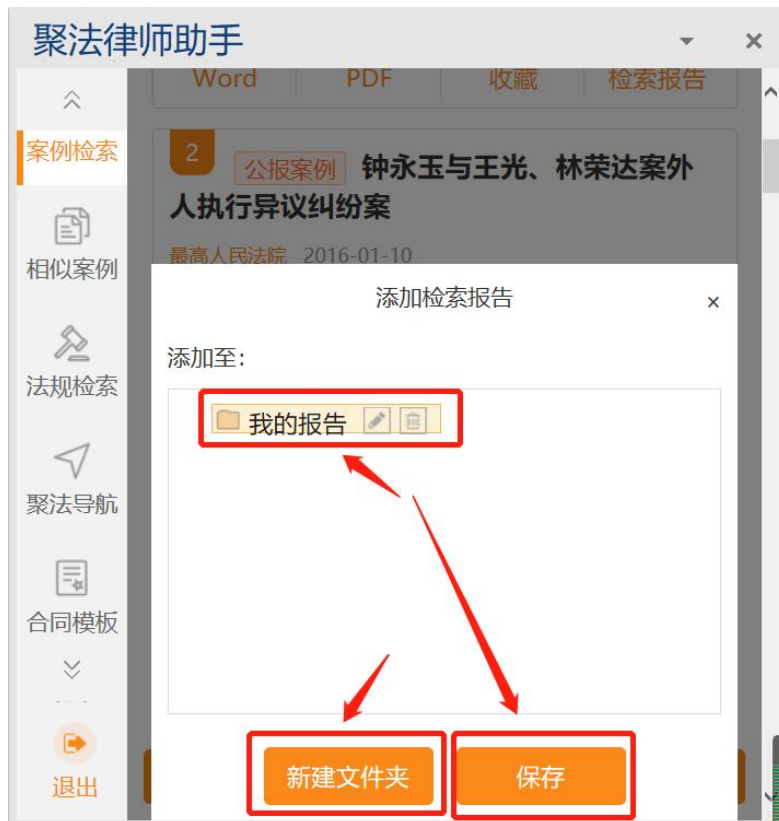 聚法律师助手
Word PDF 收藏 检索报告
案例检索
2 公报案例 钟永玉与王光、林荣达案外
人执行异议纠纷案
最高人民法院 2016-01-10
相似案例
添加检索报告
添加至:
法规检索
我的报告
聚法导航
合同模板
新建文件夹 保存
退出